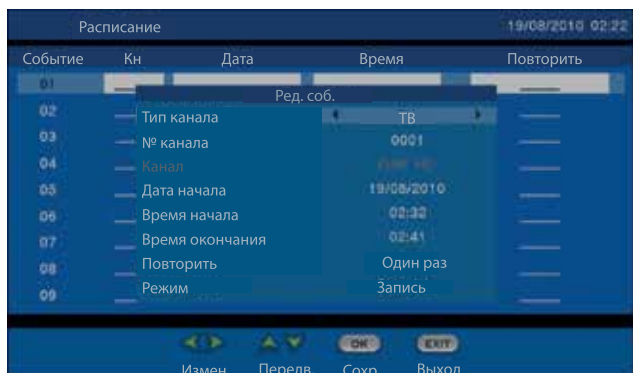 Расписание 19/08/2010 02:22
Событие Кн Дата Время Повторить
01
Ред. соб.
02 Тип канала ТВ
03 № канала 0001
04 Канал
05 Дата начала 19/08/2010
06 Время начала 02:32
07 Время окончания 02:41
08 Повторить Один раз
09 Режим Запись
OK EXIT
Измен. Передв. Сохр. Выход